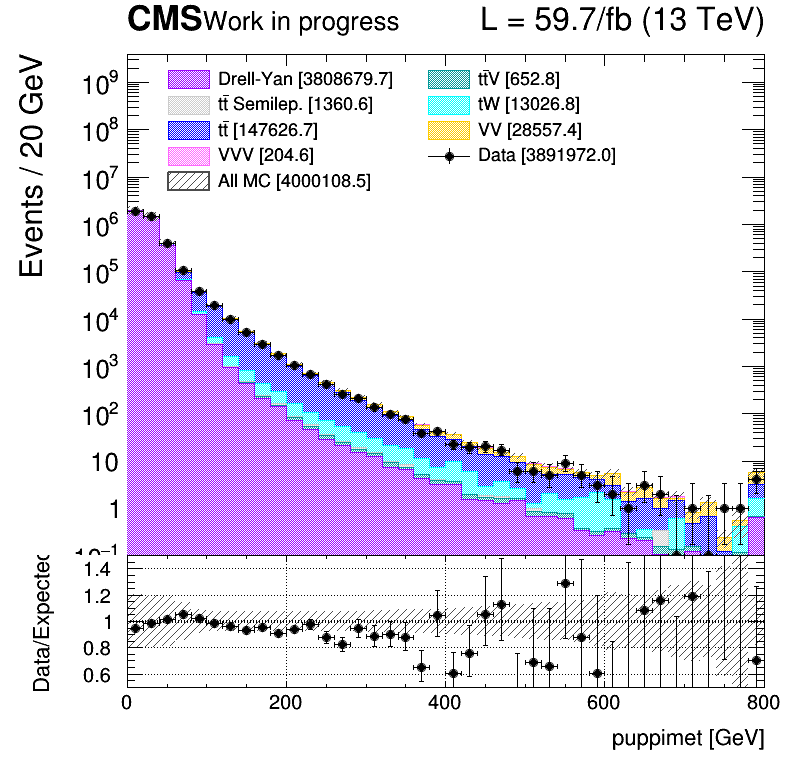 CMS Work in progress L = 59.7/fb (13 TeV)
Events / 20 GeV
Drell-Yan [3808679.7] tt̄V [652.8]
tt̄ Semilep. [1360.6] tW [13026.8]
tt̄ [147626.7] VV [28557.4]
VVV [204.6] Data [3891972.0]
All MC [4000108.5]
10⁹
10⁸
10⁷
10⁶
10⁵
10⁴
10³
10²
10
1
10⁻¹
Data/Expected
1.4
1.2
1
0.8
0.6
0 200 400 600 800
puppimet [GeV]